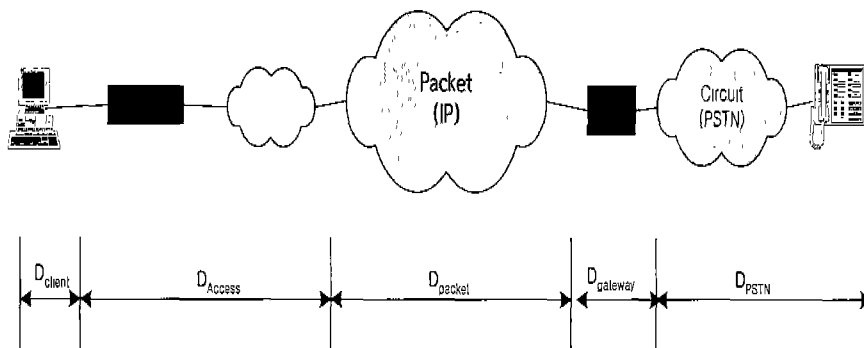 Packet
(IP)
Circuit
(PSTN)
D_client
D_Access
D_packet
D_gateway
D_PSTN